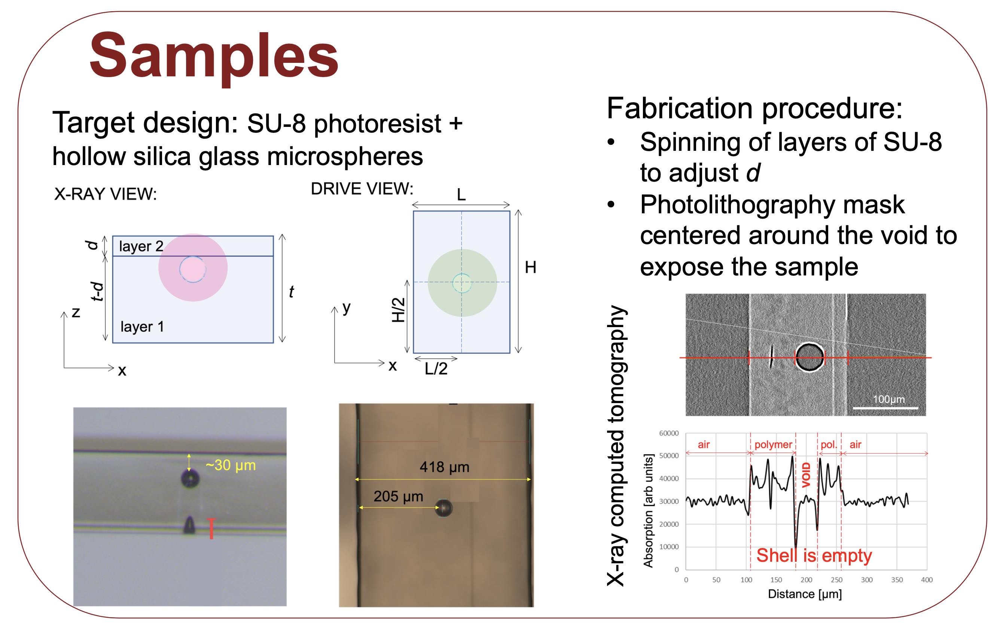 Samples
Target design: SU-8 photoresist +
hollow silica glass microspheres
X-RAY VIEW:
d
layer 2
t-d
t
layer 1
z
x
DRIVE VIEW:
L
H
H/2
y
x
L/2
~30 µm
T
418 µm
205 µm
Fabrication procedure:
• Spinning of layers of SU-8
to adjust d
• Photolithography mask
centered around the void to
expose the sample
X-ray computed tomography
100µm
60000
50000
40000
30000
20000
10000
0
Absorption [arb units]
air
polymer
VOID
pol.
air
Shell is empty
0 50 100 150 200 250 300 350 400
Distance [µm]